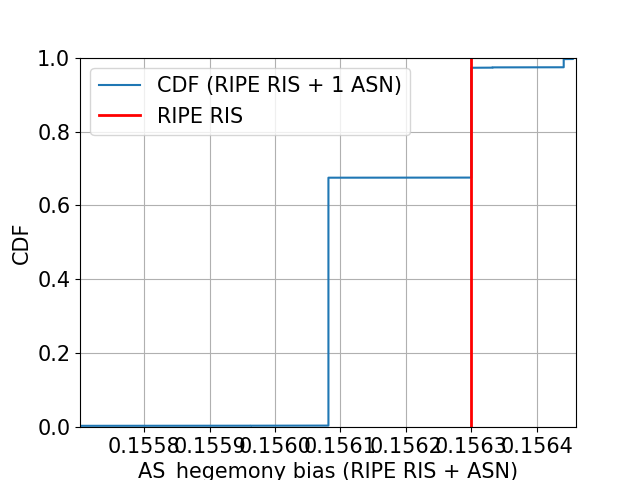 CDF (RIPE RIS + 1 ASN)
RIPE RIS
1.0
0.8
0.6
0.4
0.2
0.0
CDF
0.1558 0.1559 0.1560 0.1561 0.1562 0.1563 0.1564
AS_hegemony bias (RIPE RIS + ASN)